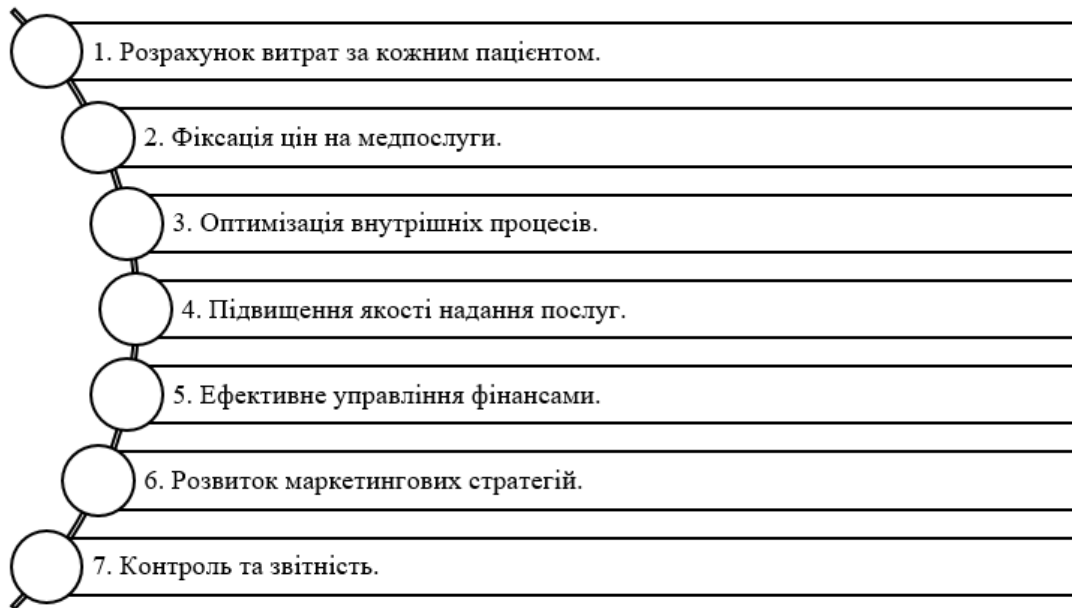 1. Розрахунок витрат за кожним пацієнтом.
2. Фіксація цін на медпослуги.
3. Оптимізація внутрішніх процесів.
4. Підвищення якості надання послуг.
5. Ефективне управління фінансами.
6. Розвиток маркетингових стратегій.
7. Контроль та звітність.